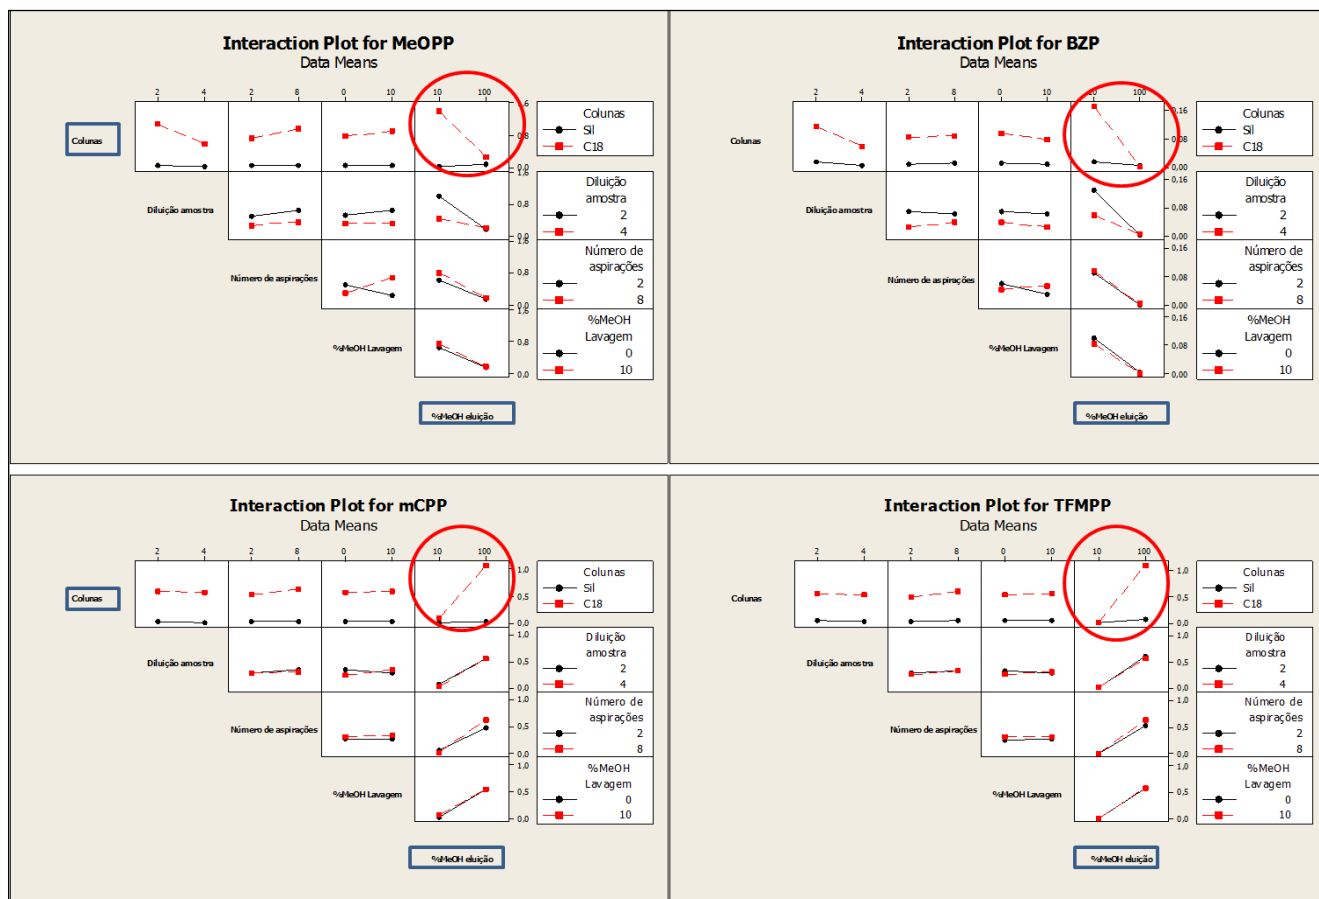 Interaction Plot for MeOPP
Data Means
2 4 2 8 0 10 10 100
Colunas
1,6
0,8
0,0
Colunas
Sil
C18
Diluição amostra
1,6
0,8
0,0
Diluição
amostra
2
4
Número de aspirações
1,6
0,8
0,0
Número de
aspirações
2
8
%MeOH Lavagem
1,6
0,8
0,0
%MeOH
Lavagem
0
10
%MeOH eluição
Interaction Plot for BZP
Data Means
2 4 2 8 0 10 100
Colunas
0,16
0,08
0,00
Colunas
Sil
C18
Diluição amostra
0,16
0,08
0,00
Diluição
amostra
2
4
Número de aspirações
0,16
0,08
0,00
Número de
aspirações
2
8
%MeOH Lavagem
0,16
0,08
0,00
%MeOH
Lavagem
0
10
%MeOH eluição
Interaction Plot for mCPP
Data Means
2 4 2 8 0 10 10 100
Colunas
1,0
0,5
0,0
Colunas
Sil
C18
Diluição amostra
1,0
0,5
0,0
Diluição
amostra
2
4
Número de aspirações
1,0
0,5
0,0
Número de
aspirações
2
8
%MeOH Lavagem
1,0
0,5
0,0
%MeOH
Lavagem
0
10
%MeOH eluição
Interaction Plot for TFMPP
Data Means
2 4 2 8 0 10 10 100
Colunas
1,0
0,5
0,0
Colunas
Sil
C18
Diluição amostra
1,0
0,5
0,0
Diluição
amostra
2
4
Número de aspirações
1,0
0,5
0,0
Número de
aspirações
2
8
%MeOH Lavagem
1,0
0,5
0,0
%MeOH
Lavagem
0
10
%MeOH eluição